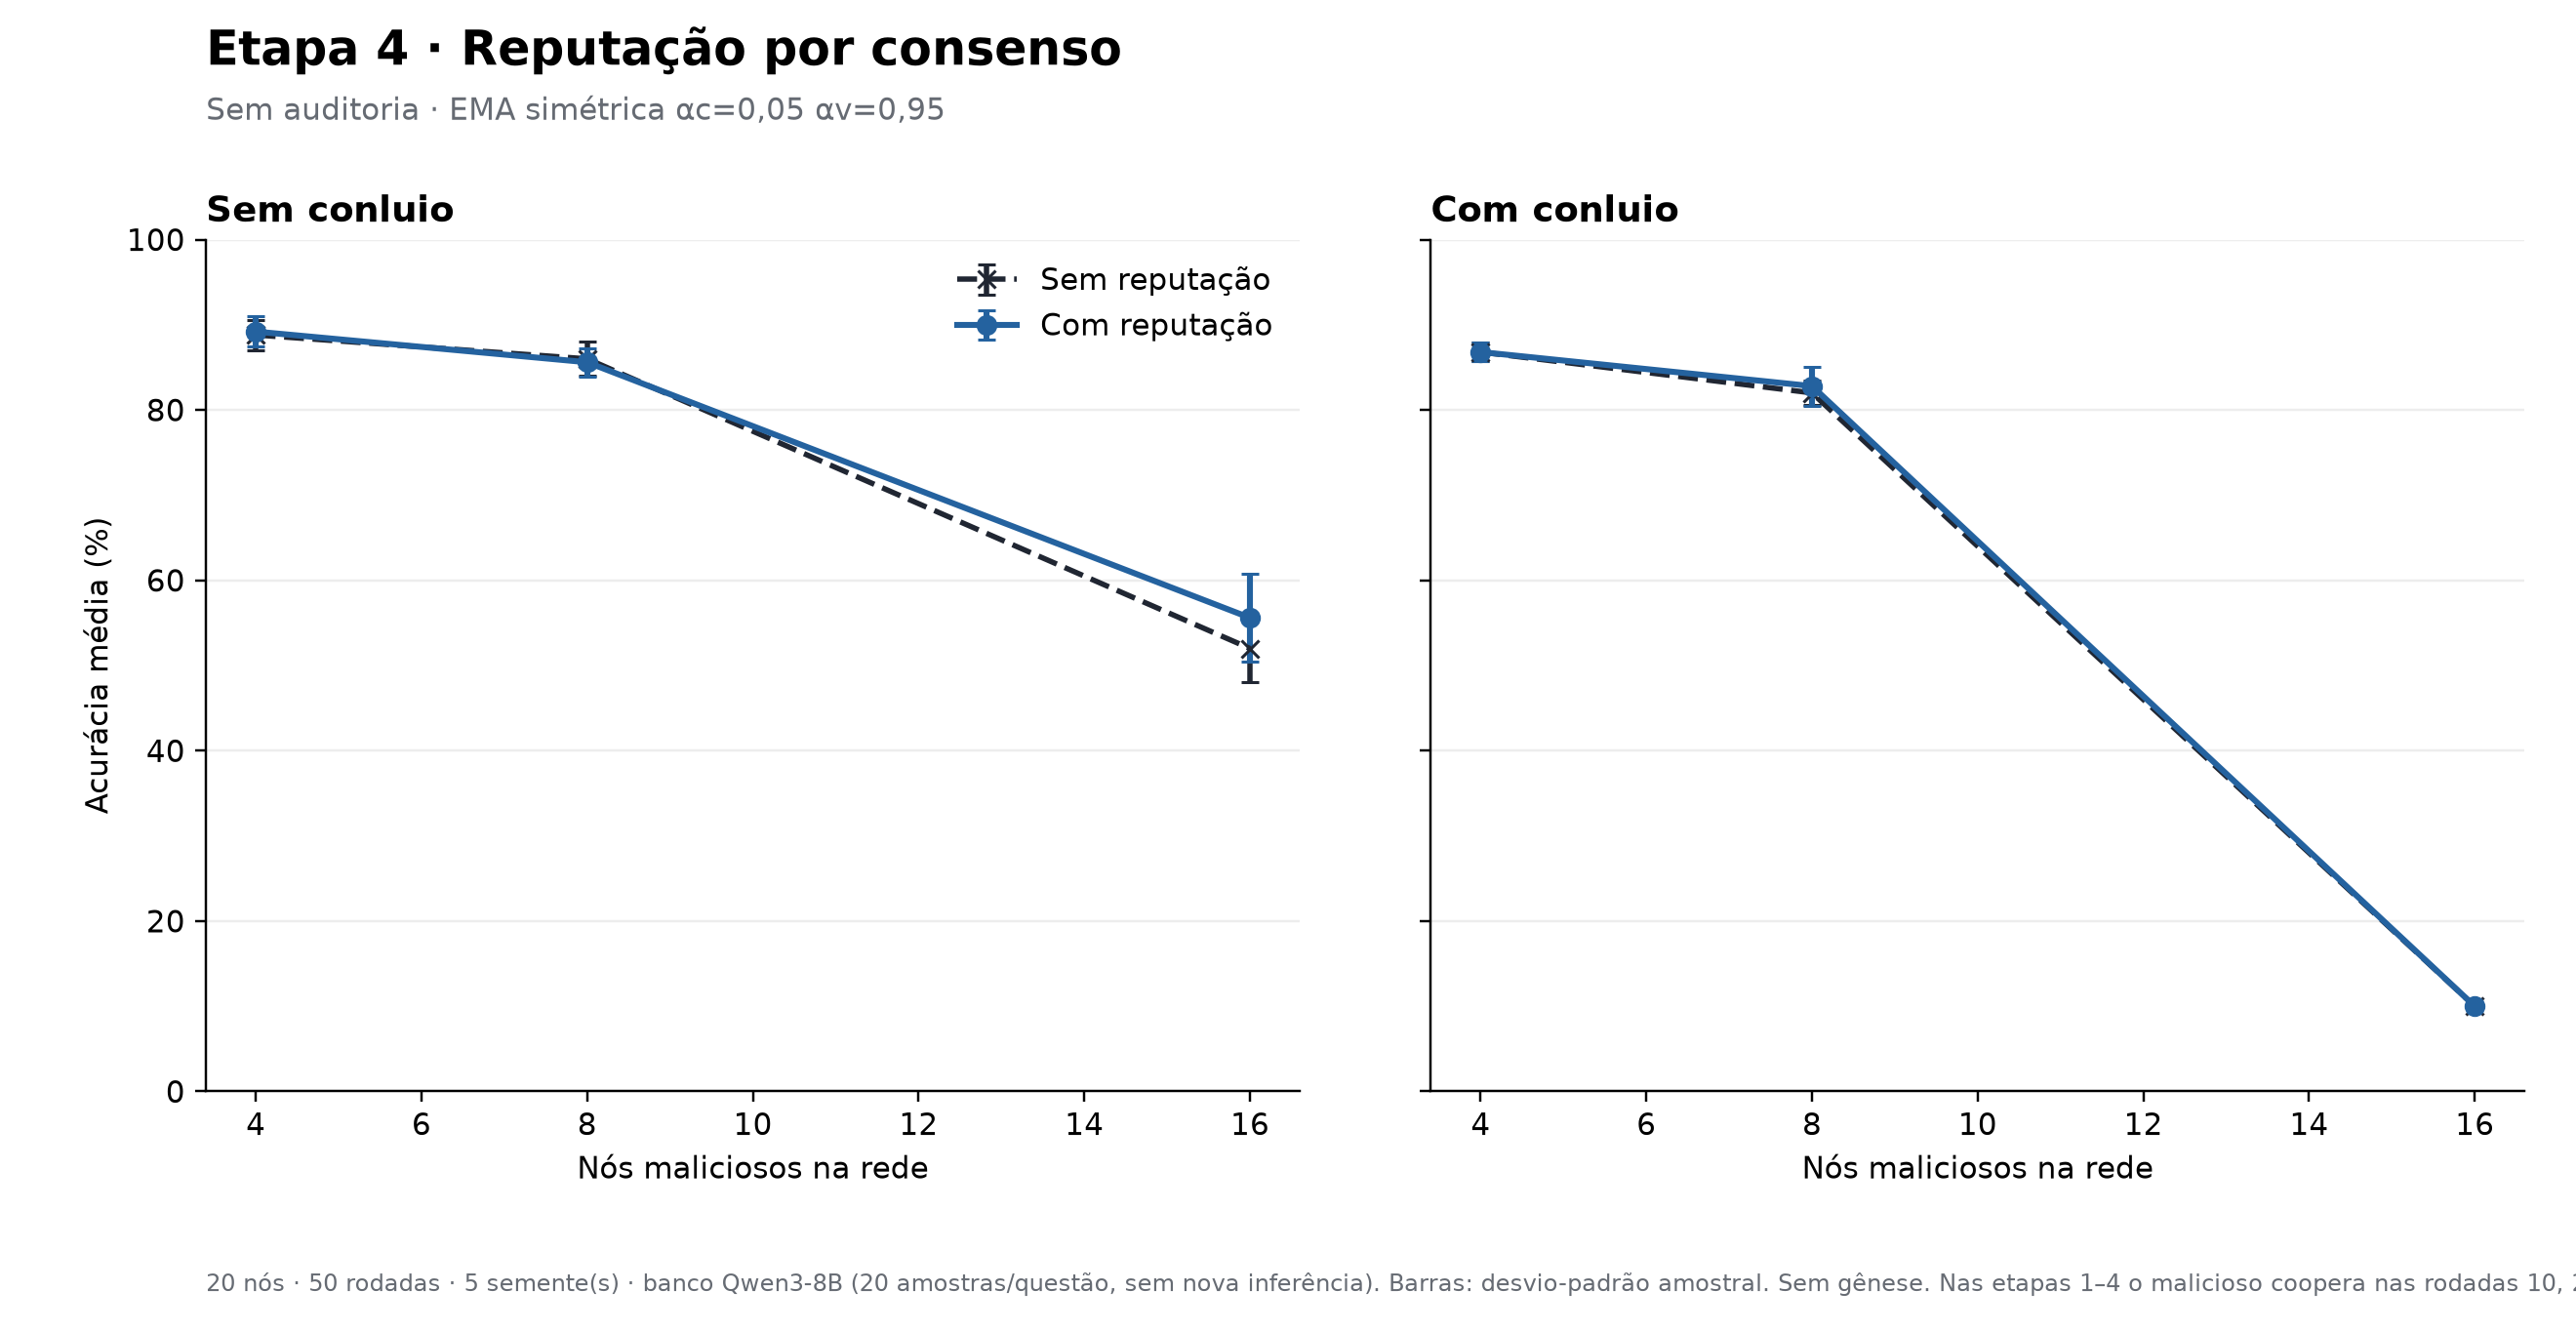 Etapa 4 · Reputação por consenso
Sem auditoria · EMA simétrica αc=0,05 αv=0,95
Sem conluio
Com conluio
Sem reputação
Com reputação
Acurácia média (%)
100
80
60
40
20
0
4 6 8 10 12 14 16
4 6 8 10 12 14 16
Nós maliciosos na rede
Nós maliciosos na rede
20 nós · 50 rodadas · 5 semente(s) · banco Qwen3-8B (20 amostras/questão, sem nova inferência). Barras: desvio-padrão amostral. Sem gênese. Nas etapas 1–4 o malicioso coopera nas rodadas 10,